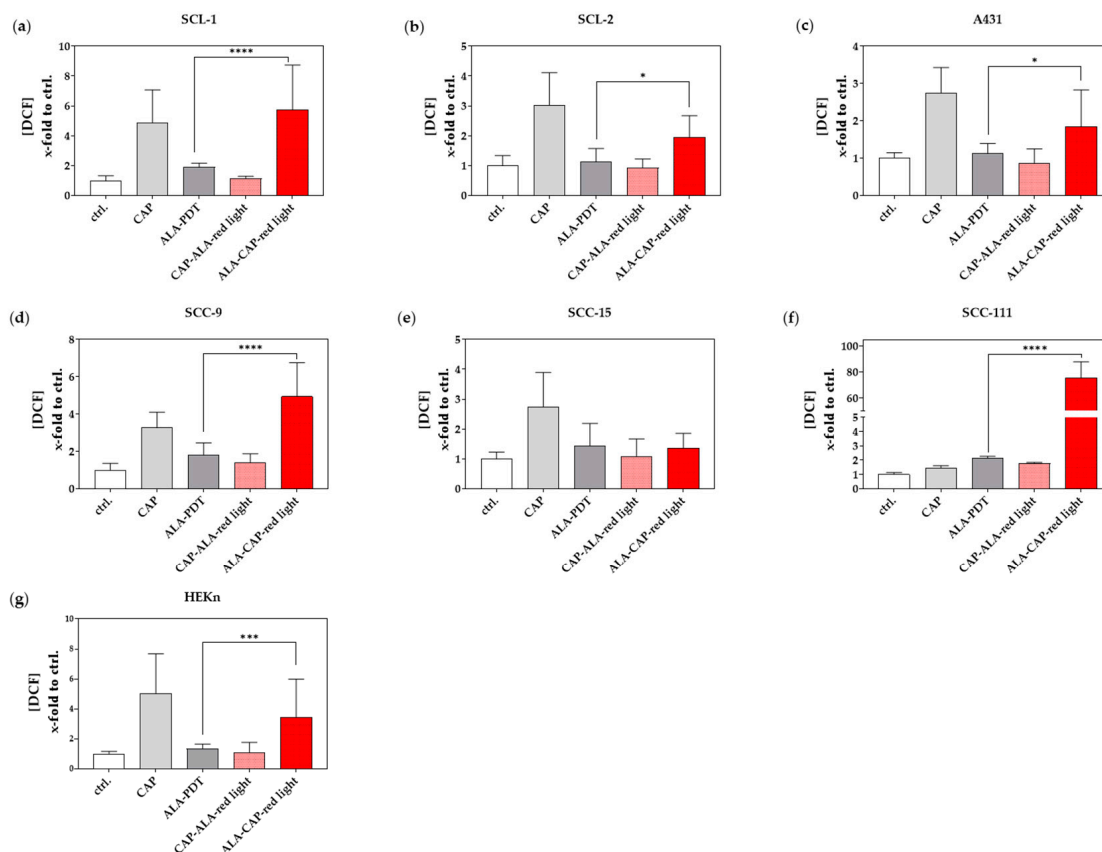 (a)
SCL-1
[DCF]
x-fold to ctrl.
10
8
6
4
2
0
****
ctrl.
CAP
ALA-PDT
CAP-ALA-red light
ALA-CAP-red light
(b)
SCL-2
[DCF]
x-fold to ctrl.
5
4
3
2
1
0
*
ctrl.
CAP
ALA-PDT
CAP-ALA-red light
ALA-CAP-red light
(c)
A431
[DCF]
x-fold to ctrl.
4
3
2
1
0
*
ctrl.
CAP
ALA-PDT
CAP-ALA-red light
ALA-CAP-red light
(d)
SCC-9
[DCF]
x-fold to ctrl.
8
6
4
2
0
****
ctrl.
CAP
ALA-PDT
CAP-ALA-red light
ALA-CAP-red light
(e)
SCC-15
[DCF]
x-fold to ctrl.
5
4
3
2
1
0
ctrl.
CAP
ALA-PDT
CAP-ALA-red light
ALA-CAP-red light
(f)
SCC-111
[DCF]
x-fold to ctrl.
100
80
60
5
4
3
2
1
0
****
ctrl.
CAP
ALA-PDT
CAP-ALA-red light
ALA-CAP-red light
(g)
HEKn
[DCF]
x-fold to ctrl.
10
8
6
4
2
0
***
ctrl.
CAP
ALA-PDT
CAP-ALA-red light
ALA-CAP-red light